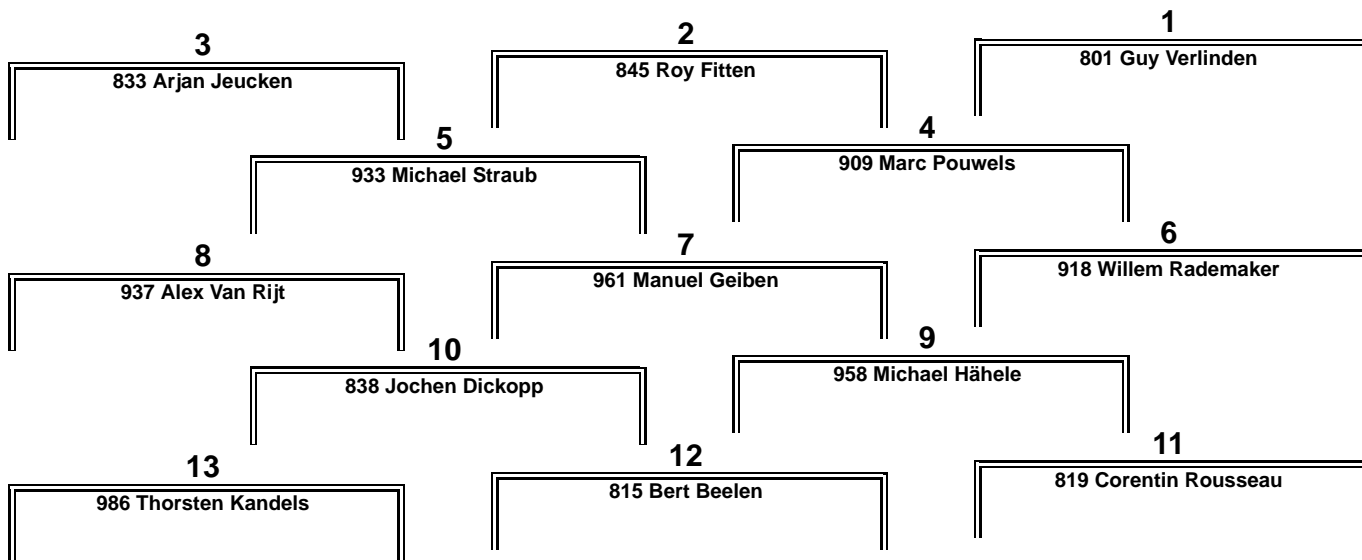 3
833 Arjan Jeucken
2
845 Roy Fitten
1
801 Guy Verlinden
5
933 Michael Straub
4
909 Marc Pouwels
8
937 Alex Van Rijt
7
961 Manuel Geiben
6
918 Willem Rademaker
10
838 Jochen Dickopp
9
958 Michael Hähele
13
986 Thorsten Kandels
12
815 Bert Beelen
11
819 Corentin Rousseau